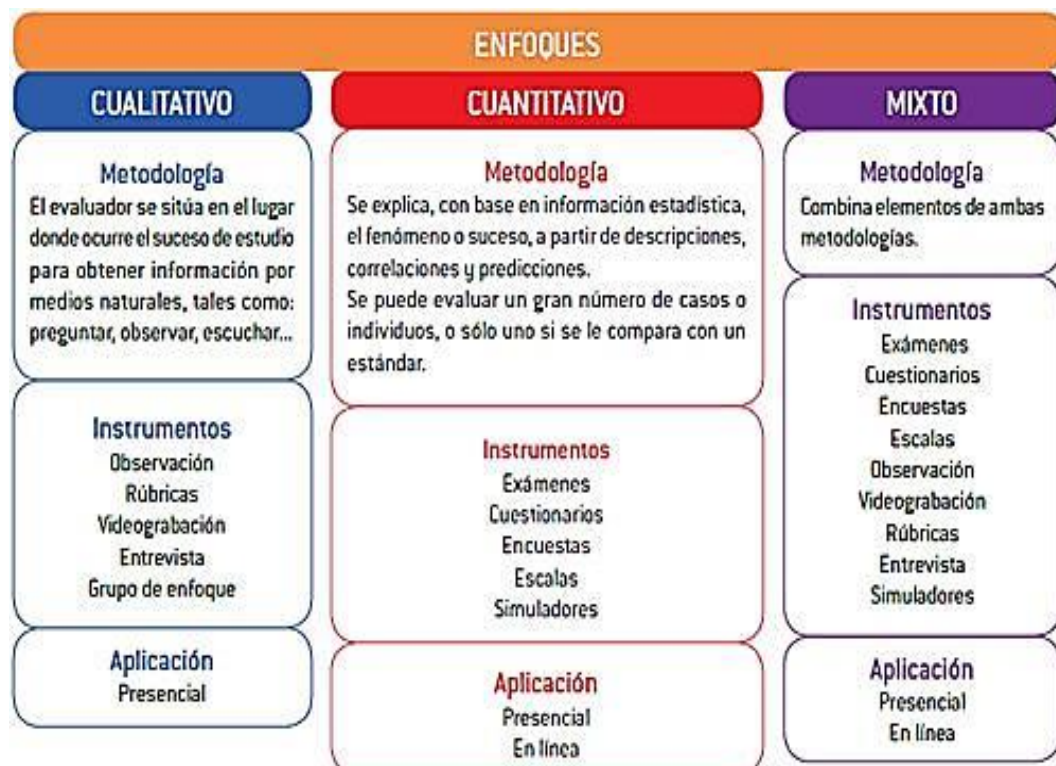 ENFOQUES
CUALITATIVO
Metodología
El evaluador se sitúa en el lugar
donde ocurre el suceso de estudio
para obtener información por
medios naturales, tales como:
preguntar, observar, escuchar...
Instrumentos
Observación
Rúbricas
Videograbación
Entrevista
Grupo de enfoque
Aplicación
Presencial
CUANTITATIVO
Metodología
Se explica, con base en información estadística,
el fenómeno o suceso, a partir de descripciones,
correlaciones y predicciones.
Se puede evaluar un gran número de casos o
individuos, o sólo uno si se le compara con un
estándar.
Instrumentos
Exámenes
Cuestionarios
Encuestas
Escalas
Simuladores
Aplicación
Presencial
En línea
MIXTO
Metodología
Combina elementos de ambas
metodologías.
Instrumentos
Exámenes
Cuestionarios
Encuestas
Escalas
Observación
Videograbación
Rúbricas
Entrevista
Simuladores
Aplicación
Presencial
En línea